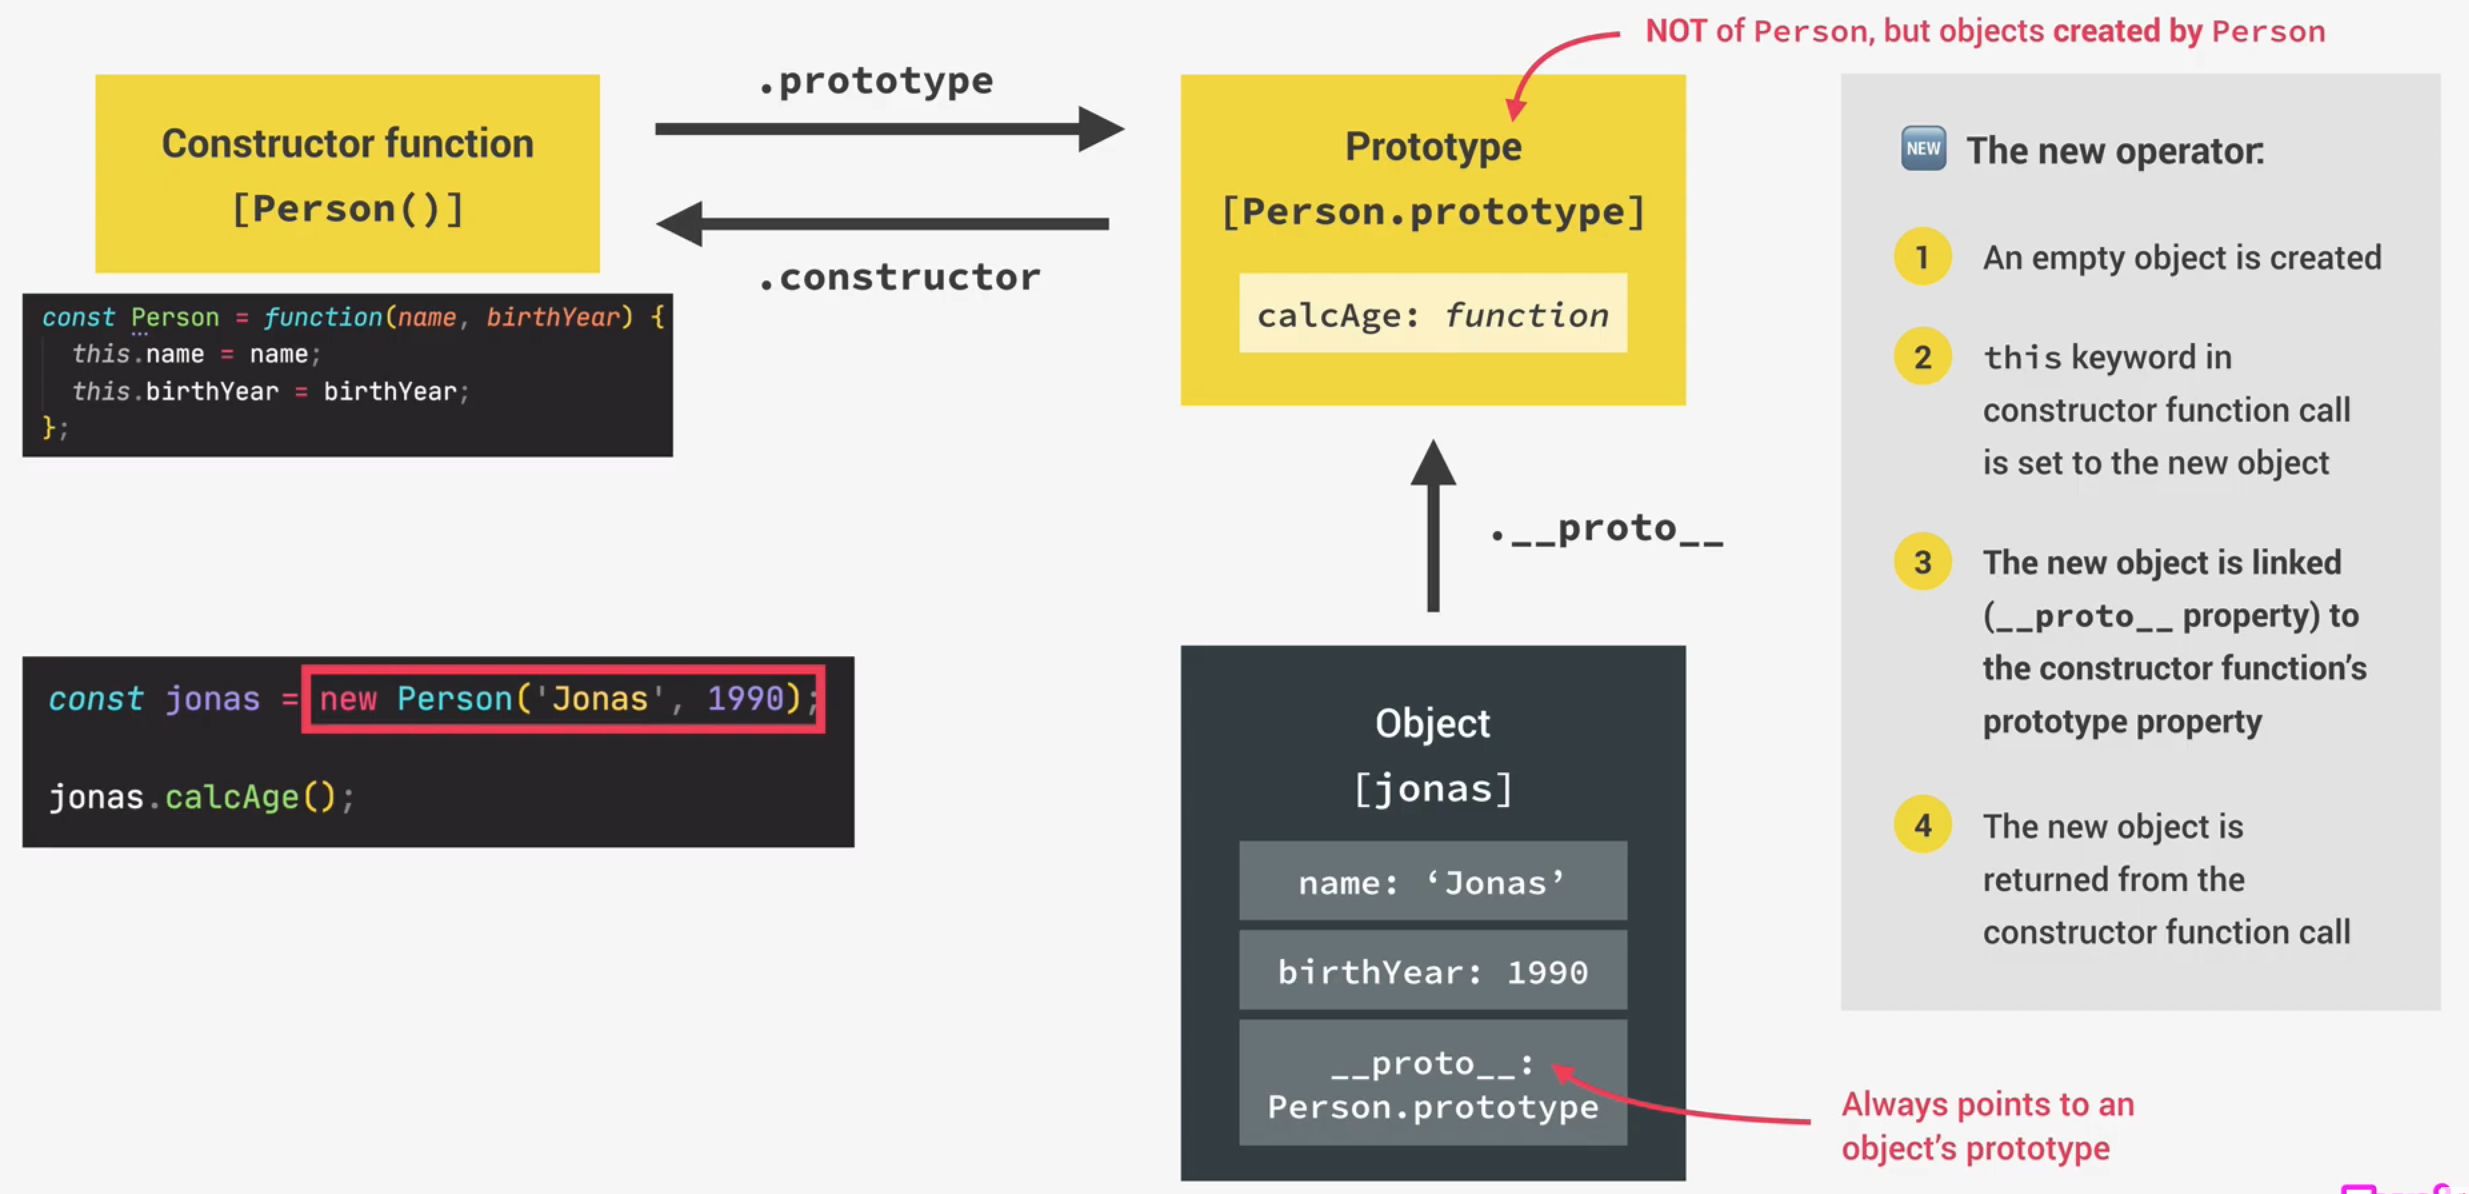 NOT of Person, but objects created by Person
Constructor function
[Person()]
.prototype
.constructor
Prototype
[Person.prototype]
calcAge: function
const Person = function(name, birthYear) {
this.name = name;
this.birthYear = birthYear;
};
.__proto__
const jonas = new Person('Jonas', 1990);
jonas.calcAge();
Object
[jonas]
name: ‘Jonas’
birthYear: 1990
__proto__:
Person.prototype
Always points to an
object’s prototype
NEW The new operator:
1 An empty object is created
2 this keyword in
constructor function call
is set to the new object
3 The new object is linked
(__proto__ property) to
the constructor function’s
prototype property
4 The new object is
returned from the
constructor function call